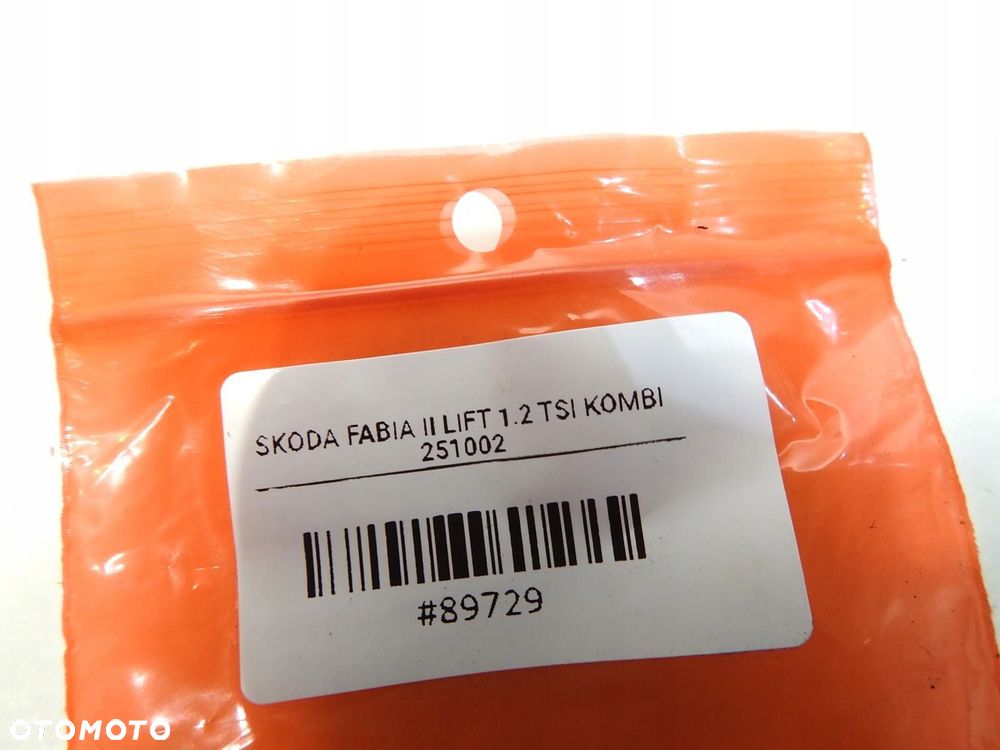 SKODA FABIA II LIFT 1.2 TSI KOMBI
251002
#89729
OTOMOTO